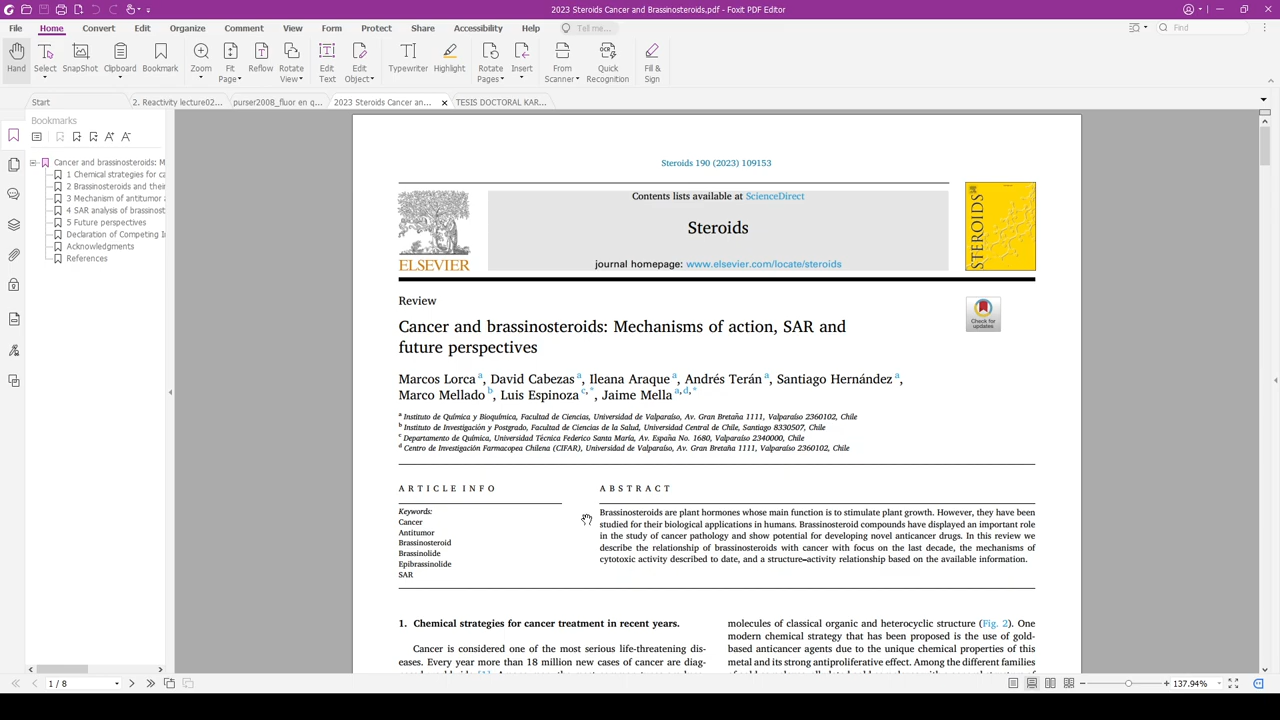 2023 Steroids Cancer and Brassinosteroids.pdf - Foxit PDF Editor
File Home Convert Edit Organize Comment View Form Protect Share Accessibility Help Tell me... Find
Hand Select SnapShot Clipboard Bookmark Zoom Fit Page Reflow Rotate View Edit Text Edit Object Typewriter Highlight Rotate Pages Insert From Scanner Quick Recognition Fill & Sign
Start 2. Reactivity lecture02... purser2008_fluor en q... 2023 Steroids Cancer an... TESIS DOCTORAL KAR...
Bookmarks
Cancer and brassinosteroids: M
1 Chemical strategies for ca
2 Brassinosteroids and thei
3 Mechanism of antitumor a
4 SAR analysis of brassinost
5 Future perspectives
Declaration of Competing I
Acknowledgments
References
Steroids 190 (2023) 109153
Contents lists available at ScienceDirect
Steroids
journal homepage: www.elsevier.com/locate/steroids
ELSEVIER
STEROIDS
Check for
updates
Review
Cancer and brassinosteroids: Mechanisms of action, SAR and
future perspectives
Marcos Lorca a, David Cabezas a, Ileana Araque a, Andrés Terán a, Santiago Hernández a,
Marco Mellado b, Luis Espinoza c,*, Jaime Mella a,d,*
a Instituto de Química y Bioquímica, Facultad de Ciencias, Universidad de Valparaíso, Av. Gran Bretaña 1111, Valparaíso 2360102, Chile
b Instituto de Investigación y Postgrado, Facultad de Ciencias de la Salud, Universidad Central de Chile, Santiago 8330507, Chile
c Departamento de Química, Universidad Técnica Federico Santa María, Av. España No. 1680, Valparaíso 2340000, Chile
d Centro de Investigación Farmacopea Chilena (CIFAR), Universidad de Valparaíso, Av. Gran Bretaña 1111, Valparaíso 2360102, Chile
ARTICLE INFO
Keywords:
Cancer
Antitumor
Brassinosteroid
Brassinolide
Epibrassinolide
SAR
ABSTRACT
Brassinosteroids are plant hormones whose main function is to stimulate plant growth. However, they have been
studied for their biological applications in humans. Brassinosteroid compounds have displayed an important role
in the study of cancer pathology and show potential for developing novel anticancer drugs. In this review we
describe the relationship of brassinosteroids with cancer with focus on the last decade, the mechanisms of
cytotoxic activity described to date, and a structure–activity relationship based on the available information.
1. Chemical strategies for cancer treatment in recent years.
Cancer is considered one of the most serious life-threatening dis-
eases. Every year more than 18 million new cases of cancer are diag-
molecules of classical organic and heterocyclic structure (Fig. 2). One
modern chemical strategy that has been proposed is the use of gold-
based anticancer agents due to the unique chemical properties of this
metal and its strong antiproliferative effect. Among the different families
1 / 8
137.94%